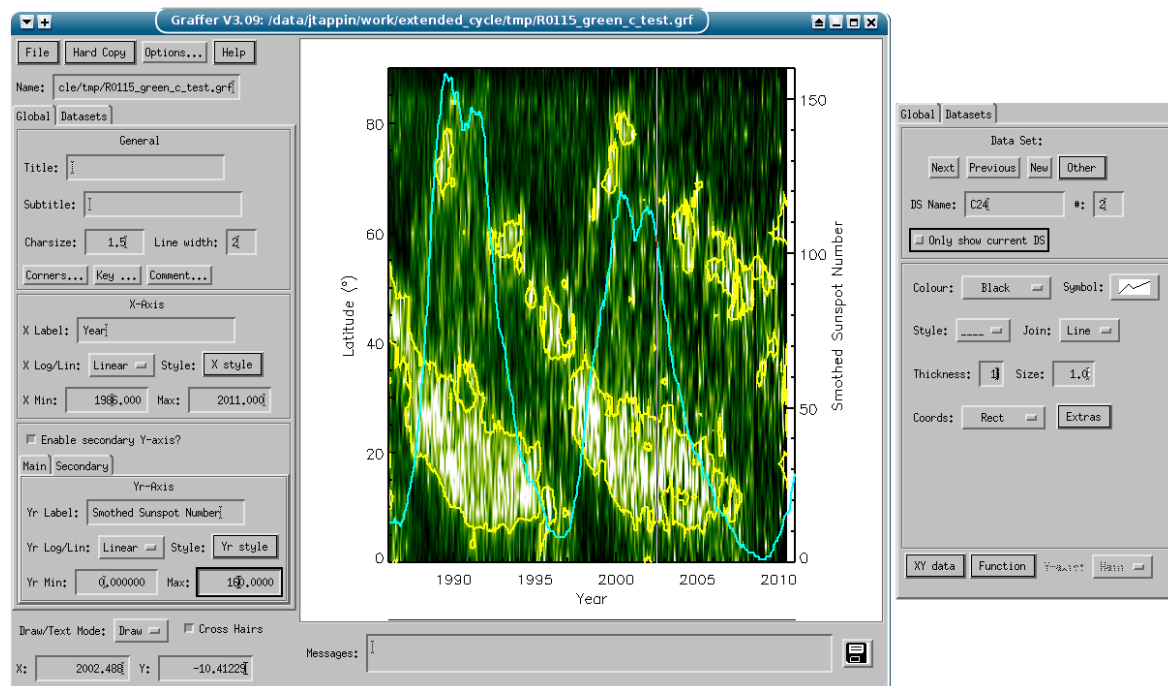 Graffer V3.09: /data/jtappin/work/extended_cycle/tmp/R0115_green_c_test.grf
File Hard Copy Options... Help
Name: cle/tmp/R0115_green_c_test.grf
Global Datasets
General
Title:
Subtitle:
Charsize: 1.5 Line width: 2
Corners... Key ... Comment...
X-Axis
X Label: Year
X Log/Lin: Linear Style: X style
X Min: 1986.000 Max: 2011.000
Enable secondary Y-axis?
Main Secondary
Yr-Axis
Yr Label: Smothed Sunspot Number
Yr Log/Lin: Linear Style: Yr style
Yr Min: 0.000000 Max: 160.0000
Draw/Text Mode: Draw Cross Hairs
X: 2002.488 Y: -10.41225
Latitude (°)
80
60
40
20
0
150
100
50
0
Smothed Sunspot Number
1990 1995 2000 2005 2010
Year
Messages:
Global Datasets
Data Set:
Next Previous New Other
DS Name: C24 #: 2
Only show current DS
Colour: Black Symbol:
Style: ____ Join: Line
Thickness: 1 Size: 1.0
Coords: Rect Extras
XY data Function Y-axis: Main